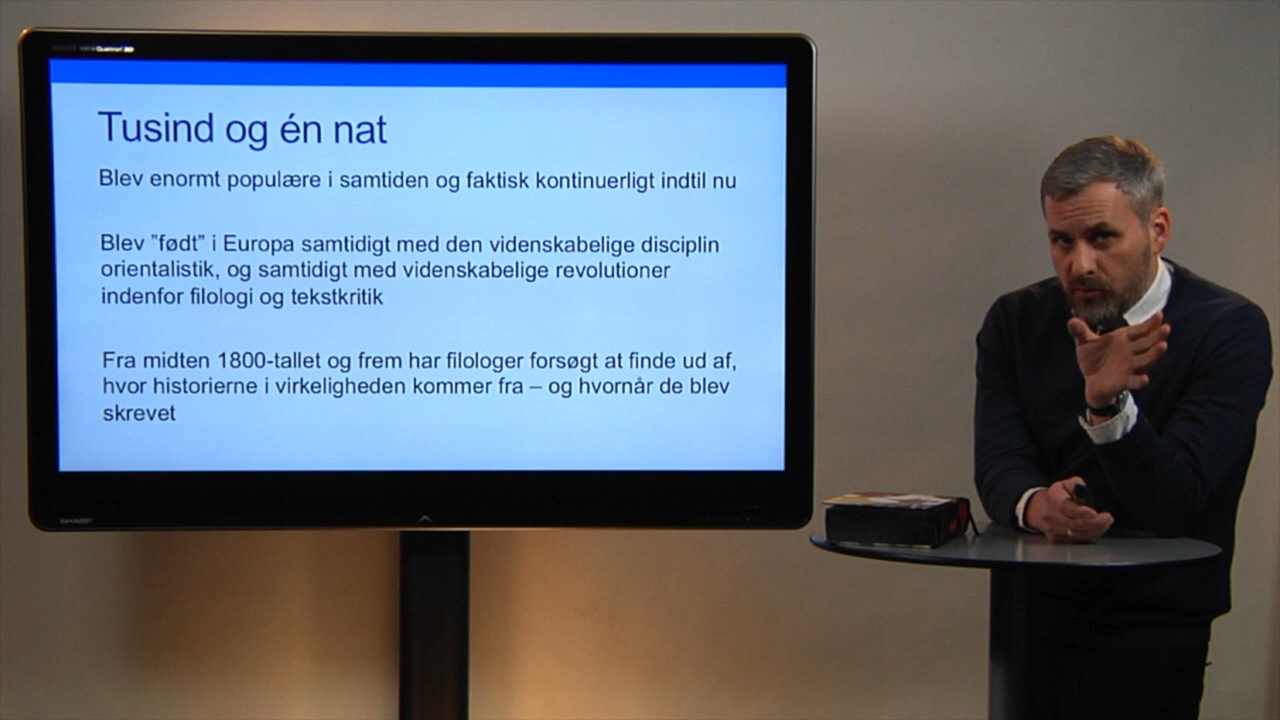 Tusind og én nat
Blev enormt populære i samtiden og faktisk kontinuerligt indtil nu
Blev ”født” i Europa samtidigt med den videnskabelige disciplin
orientalistik, og samtidigt med videnskabelige revolutioner
indenfor filologi og tekstkritik
Fra midten 1800-tallet og frem har filologer forsøgt at finde ud af,
hvor historierne i virkeligheden kommer fra – og hvornår de blev
skrevet
SHARP